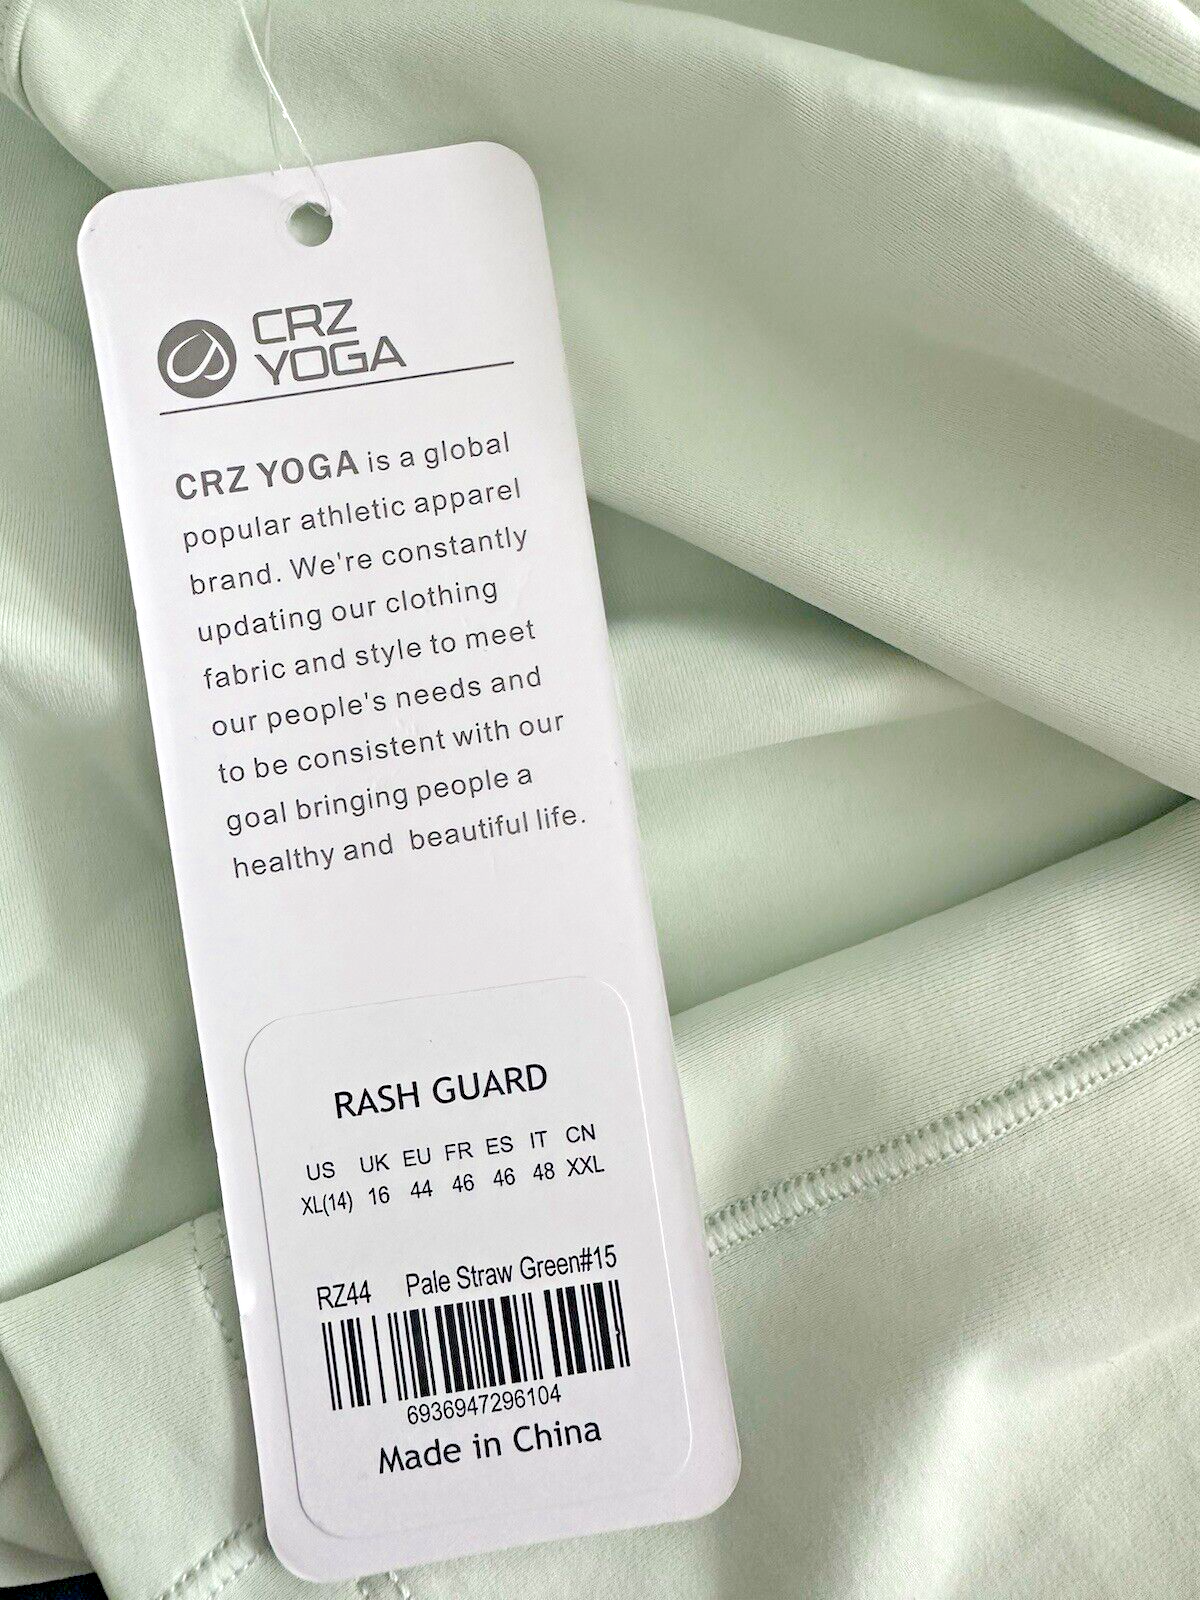 CRZ
YOGA
CRZ YOGA is a global
popular athletic apparel
brand. We're constantly
updating our clothing
fabric and style to meet
our people's needs and
to be consistent with our
goal bringing people a
healthy and beautiful life.
RASH GUARD
US UK EU FR ES IT CN
XL(14) 16 44 46 46 48 XXL
RZ44 Pale Straw Green#15
6936947296104
Made in China